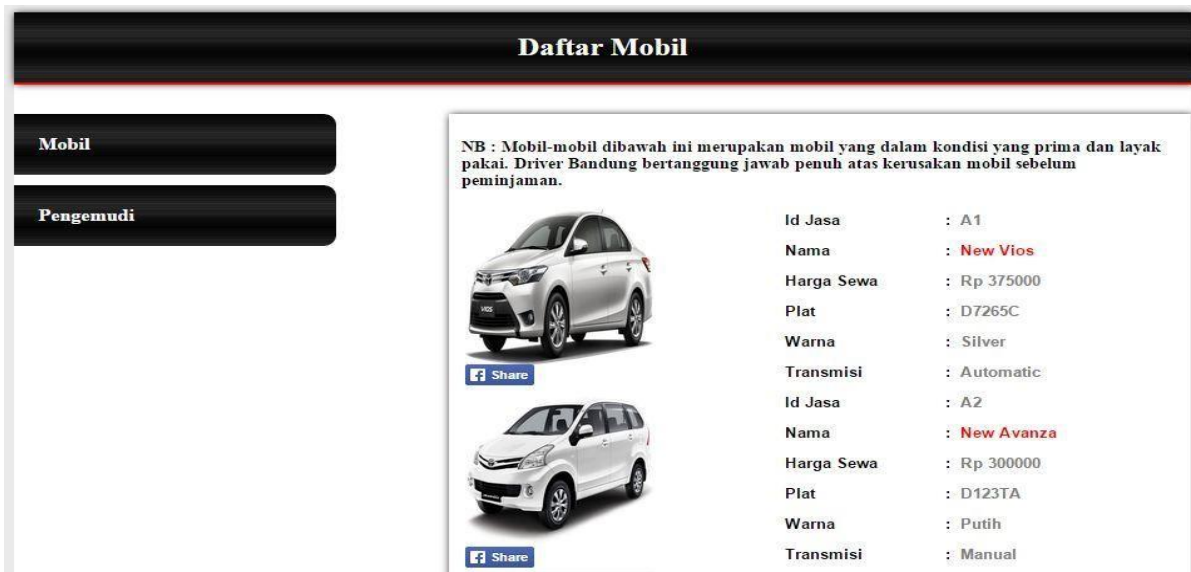 Daftar Mobil
Mobil
Pengemudi
NB : Mobil-mobil dibawah ini merupakan mobil yang dalam kondisi yang prima dan layak
pakai. Driver Bandung bertanggung jawab penuh atas kerusakan mobil sebelum
peminjaman.
VIOS
Share
Id Jasa : A1
Nama : New Vios
Harga Sewa : Rp 375000
Plat : D7265C
Warna : Silver
Transmisi : Automatic
Share
Id Jasa : A2
Nama : New Avanza
Harga Sewa : Rp 300000
Plat : D123TA
Warna : Putih
Transmisi : Manual